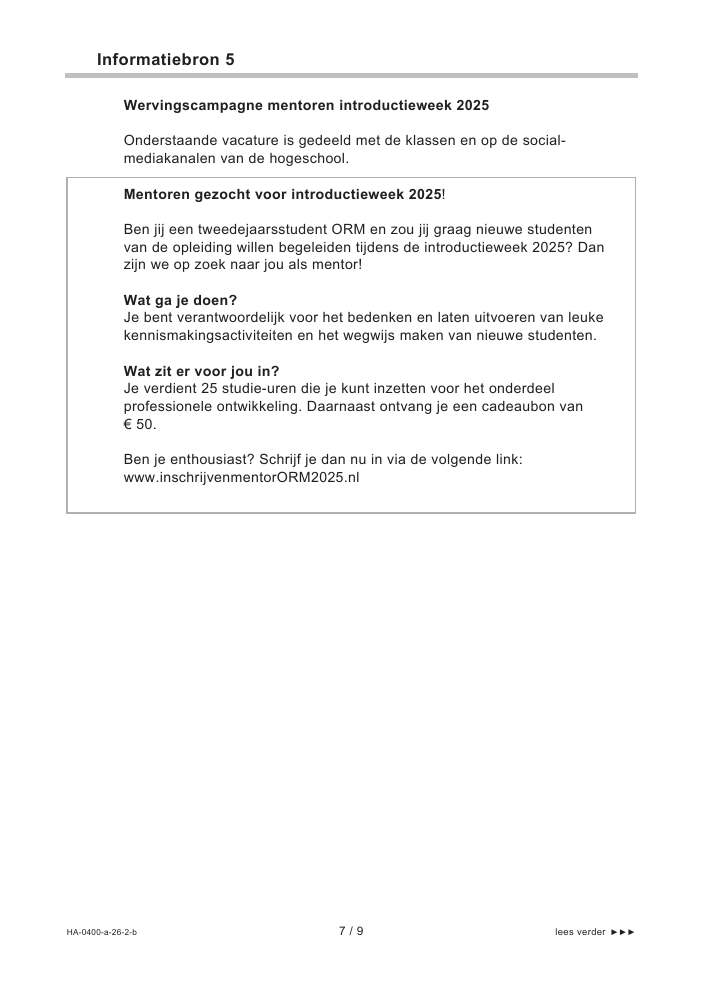 Informatiebron 5
Wervingscampagne mentoren introductieweek 2025
Onderstaande vacature is gedeeld met de klassen en op de social-
mediakanalen van de hogeschool.
Mentoren gezocht voor introductieweek 2025!
Ben jij een tweedejaarsstudent ORM en zou jij graag nieuwe studenten
van de opleiding willen begeleiden tijdens de introductieweek 2025? Dan
zijn we op zoek naar jou als mentor!
Wat ga je doen?
Je bent verantwoordelijk voor het bedenken en laten uitvoeren van leuke
kennismakingsactiviteiten en het wegwijs maken van nieuwe studenten.
Wat zit er voor jou in?
Je verdient 25 studie-uren die je kunt inzetten voor het onderdeel
professionele ontwikkeling. Daarnaast ontvang je een cadeaubon van
€ 50.
Ben je enthousiast? Schrijf je dan nu in via de volgende link:
www.inschrijvenmentorORM2025.nl
HA-0400-a-26-2-b
7 / 9
lees verder ►►►